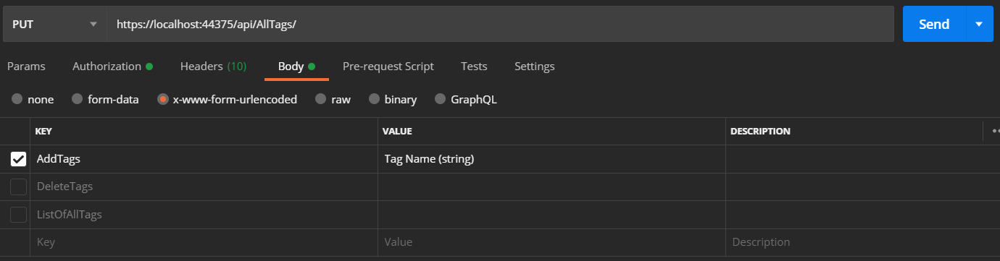 PUT https://localhost:44375/api/AllTags/ Send
Params Authorization Headers (10) Body Pre-request Script Tests Settings
none form-data x-www-form-urlencoded raw binary GraphQL
KEY VALUE DESCRIPTION
AddTags Tag Name (string)
DeleteTags
ListOfAllTags
Key Value Description